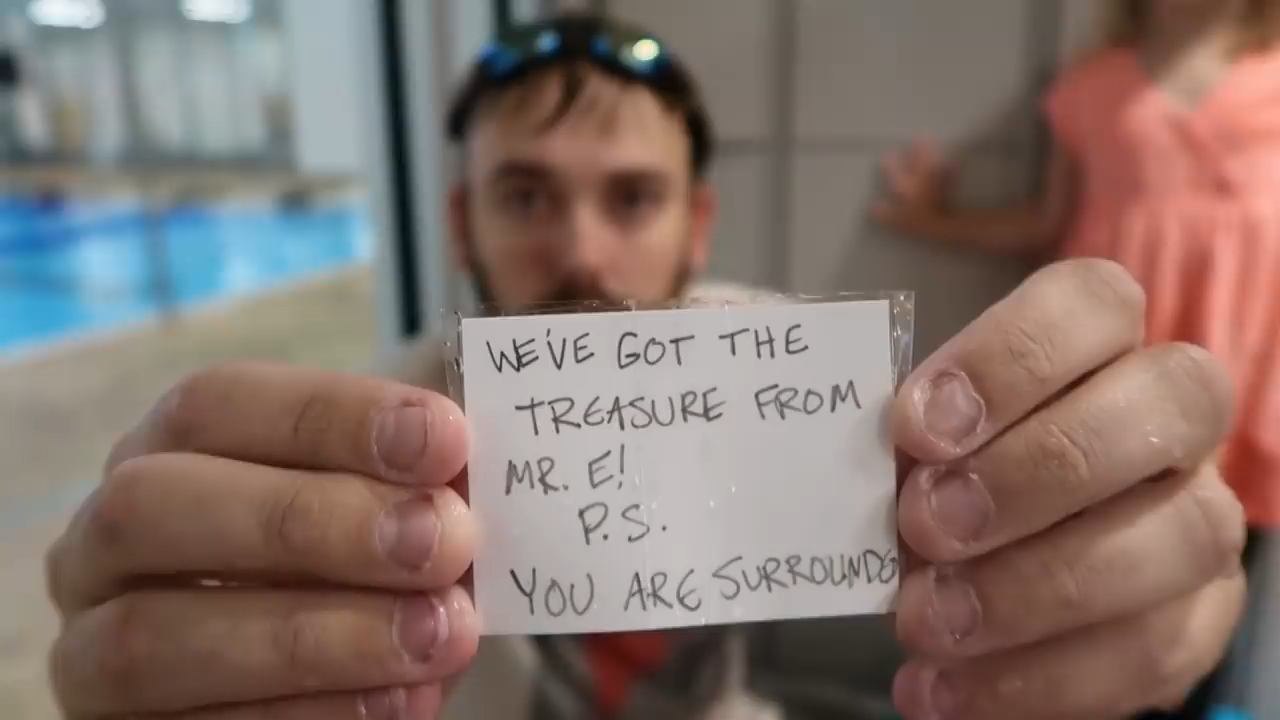 WE'VE GOT THE
TREASURE FROM
MR. E!
P.S.
YOU ARE SURROUNDE